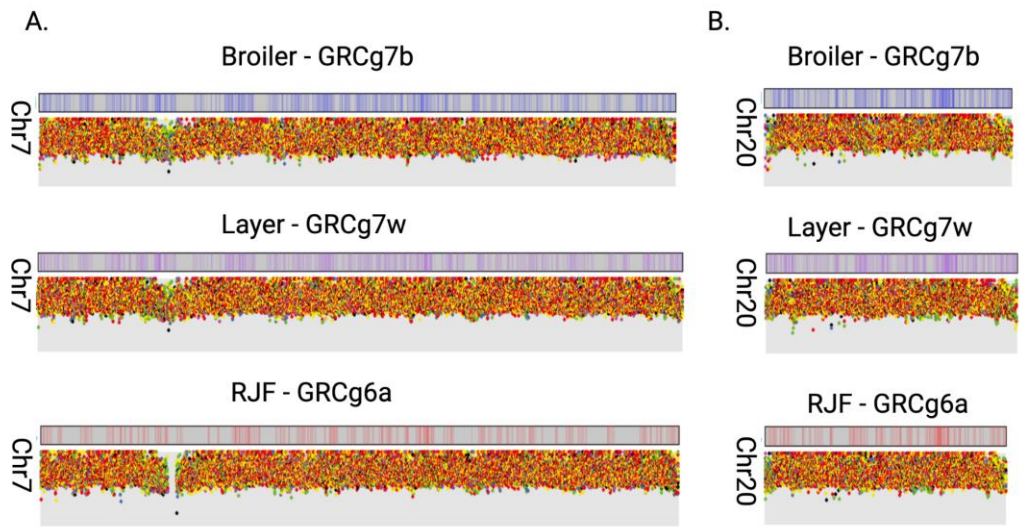 A.
Broiler - GRCg7b
Chr7
Layer - GRCg7w
Chr7
RJF - GRCg6a
Chr7
B.
Broiler - GRCg7b
Chr20
Layer - GRCg7w
Chr20
RJF - GRCg6a
Chr20